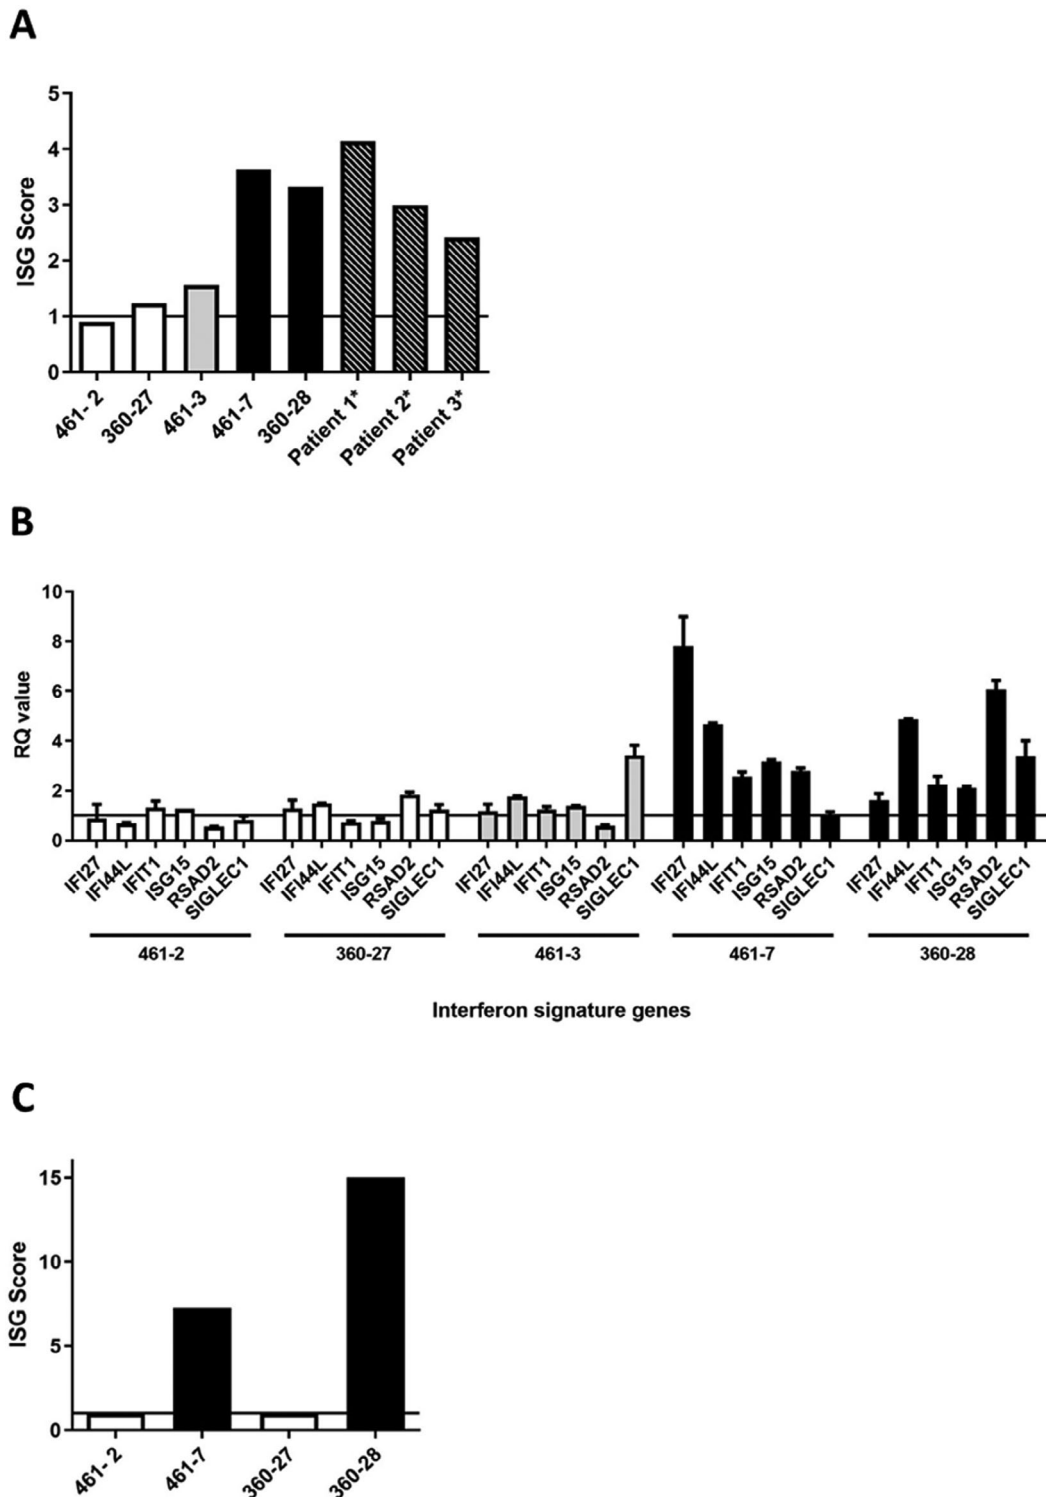 A
5
4
3
2
1
0
ISG Score
461- 2
360-27
461-3
461-7
360-28
Patient 1*
Patient 2*
Patient 3*
B
10
8
6
4
2
0
RQ value
IFI27
IFI44L
IFIT1
ISG15
RSAD2
SIGLEC1
IFI27
IFI44L
IFIT1
ISG15
RSAD2
SIGLEC1
IFI27
IFI44L
IFIT1
ISG15
RSAD2
SIGLEC1
IFI27
IFI44L
IFIT1
ISG15
RSAD2
SIGLEC1
IFI27
IFI44L
IFIT1
ISG15
RSAD2
SIGLEC1
461-2 360-27 461-3 461-7 360-28
Interferon signature genes
C
15
10
5
0
ISG Score
461- 2
461-7
360-27
360-28